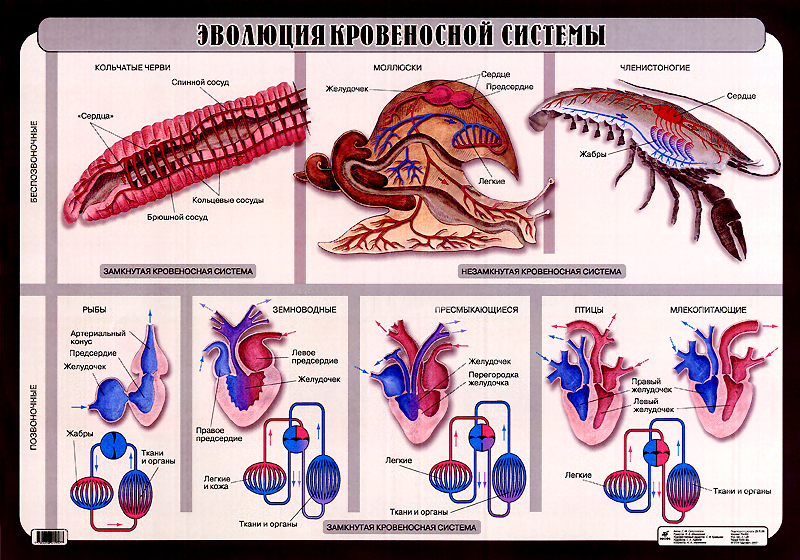 ЭВОЛЮЦИЯ КРОВЕНОСНОЙ СИСТЕМЫ
БЕСПОЗВОНОЧНЫЕ
КОЛЬЧАТЫЕ ЧЕРВИ
Спинной сосуд
«Сердца»
Кольцевые сосуды
Брюшной сосуд
ЗАМКНУТАЯ КРОВЕНОСНАЯ СИСТЕМА
МОЛЛЮСКИ
Сердце
Желудочек
Предсердие
Легкие
ЧЛЕНИСТОНОГИЕ
Сердце
Жабры
НЕЗАМКНУТАЯ КРОВЕНОСНАЯ СИСТЕМА
ПОЗВОНОЧНЫЕ
РЫБЫ
Артериальный
конус
Предсердие
Желудочек
Жабры
Ткани
и органы
ЗЕМНОВОДНЫЕ
Левое
предсердие
Желудочек
Правое
предсердие
Легкие
и кожа
Ткани и органы
ПРЕСМЫКАЮЩИЕСЯ
Желудочек
Перегородка
желудочка
Легкие
Ткани и органы
ПТИЦЫ
МЛЕКОПИТАЮЩИЕ
Правый
желудочек
Левый
желудочек
Легкие
Ткани и органы
ЗАМКНУТАЯ КРОВЕНОСНАЯ СИСТЕМА